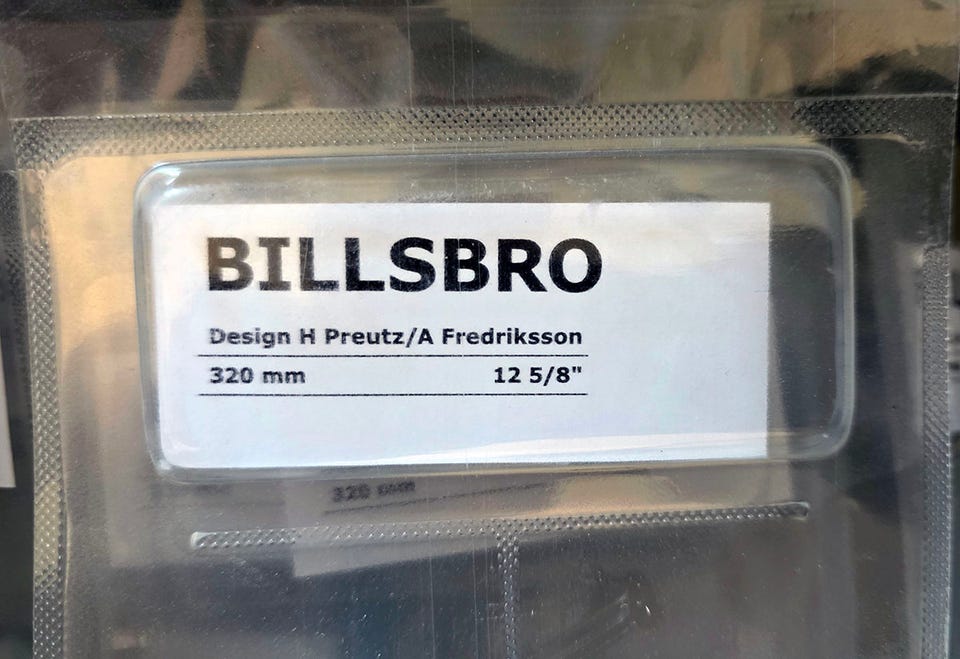 BILLSBRO
Design H Preutz/A Fredriksson
320 mm 12 5/8"
320 mm